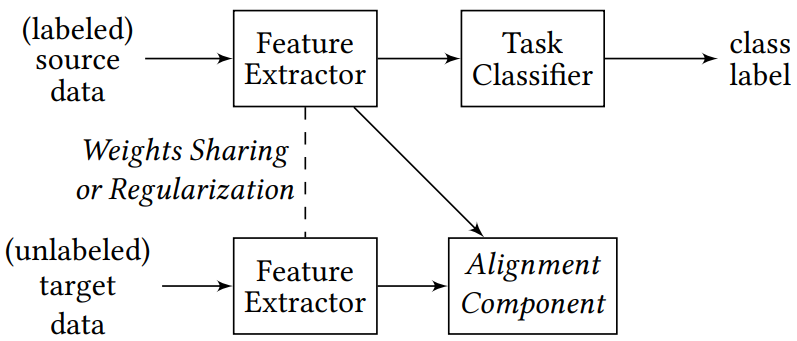 (labeled)
source
data
Feature
Extractor
Task
Classifier
class
label
Weights Sharing
or Regularization
(unlabeled)
target
data
Feature
Extractor
Alignment
Component